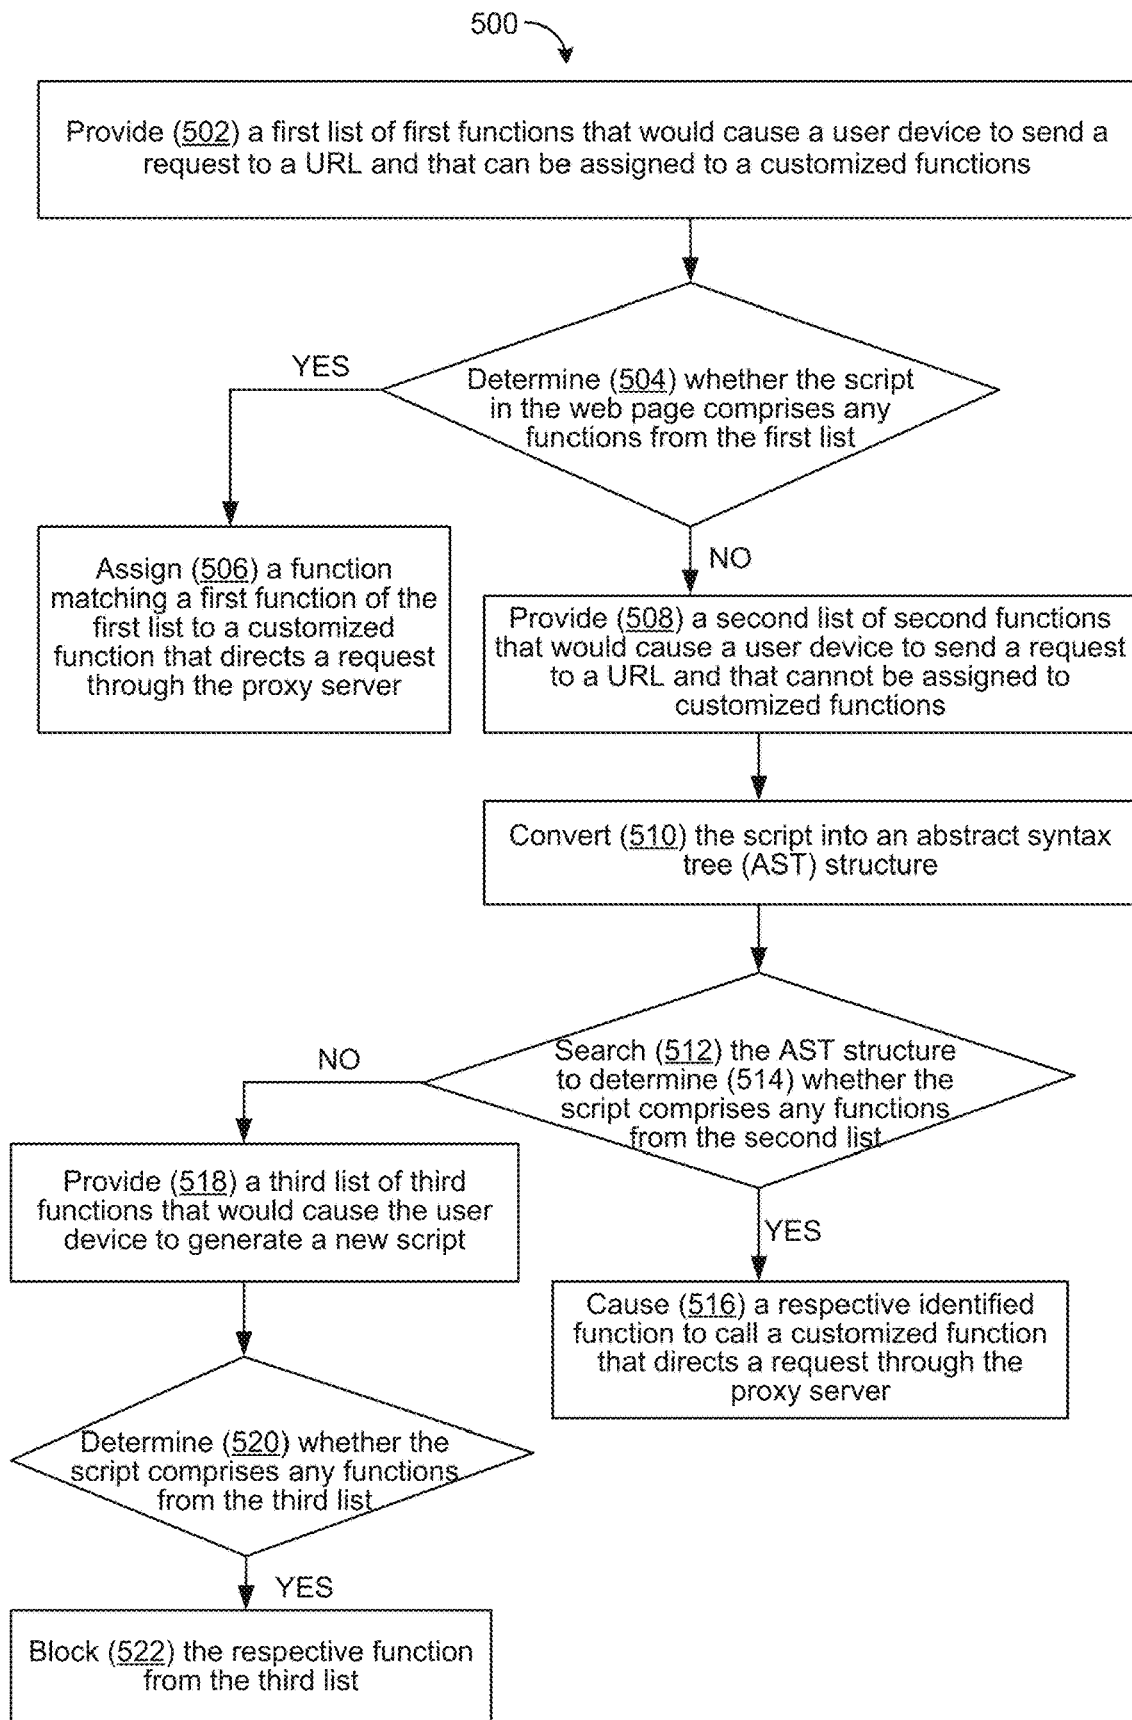 500
Provide (502) a first list of first functions that would cause a user device to send a
request to a URL and that can be assigned to a customized functions
YES
Determine (504) whether the script
in the web page comprises any
functions from the first list
Assign (506) a function
matching a first function of the
first list to a customized
function that directs a request
through the proxy server
NO
Provide (508) a second list of second functions
that would cause a user device to send a request
to a URL and that cannot be assigned to
customized functions
Convert (510) the script into an abstract syntax
tree (AST) structure
NO
Search (512) the AST structure
to determine (514) whether the
script comprises any functions
from the second list
Provide (518) a third list of third
functions that would cause the user
device to generate a new script
YES
Cause (516) a respective identified
function to call a customized function
that directs a request through the
proxy server
Determine (520) whether the
script comprises any functions
from the third list
YES
Block (522) the respective function
from the third list